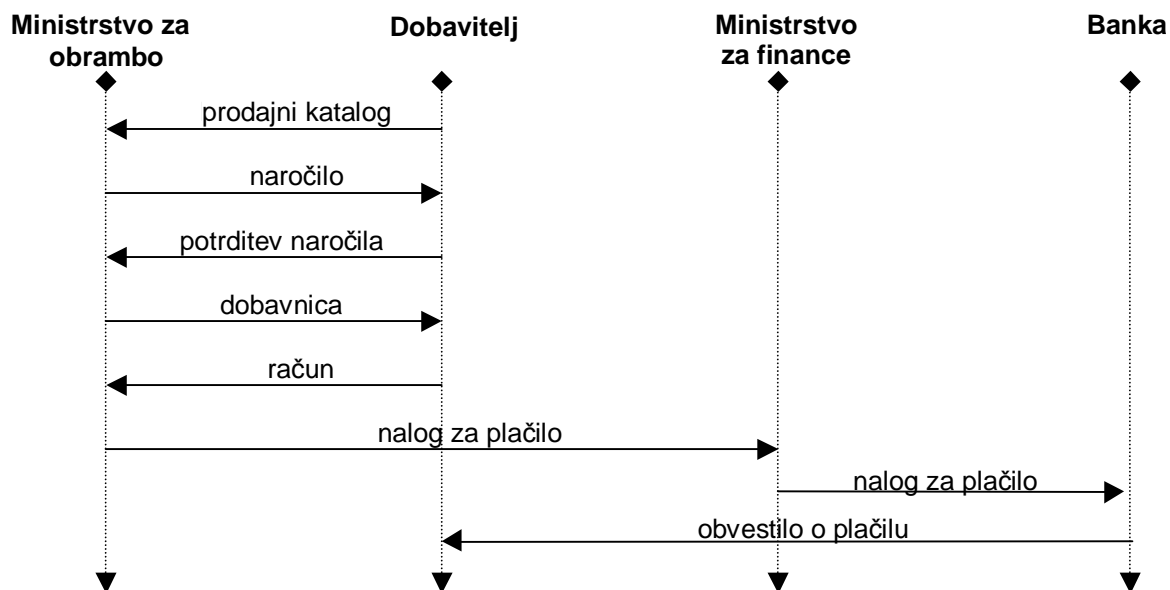 Ministrstvo za
obrambo
Dobavitelj
Ministrstvo
za finance
Banka
prodajni katalog
naročilo
potrditev naročila
dobavnica
račun
nalog za plačilo
nalog za plačilo
obvestilo o plačilu